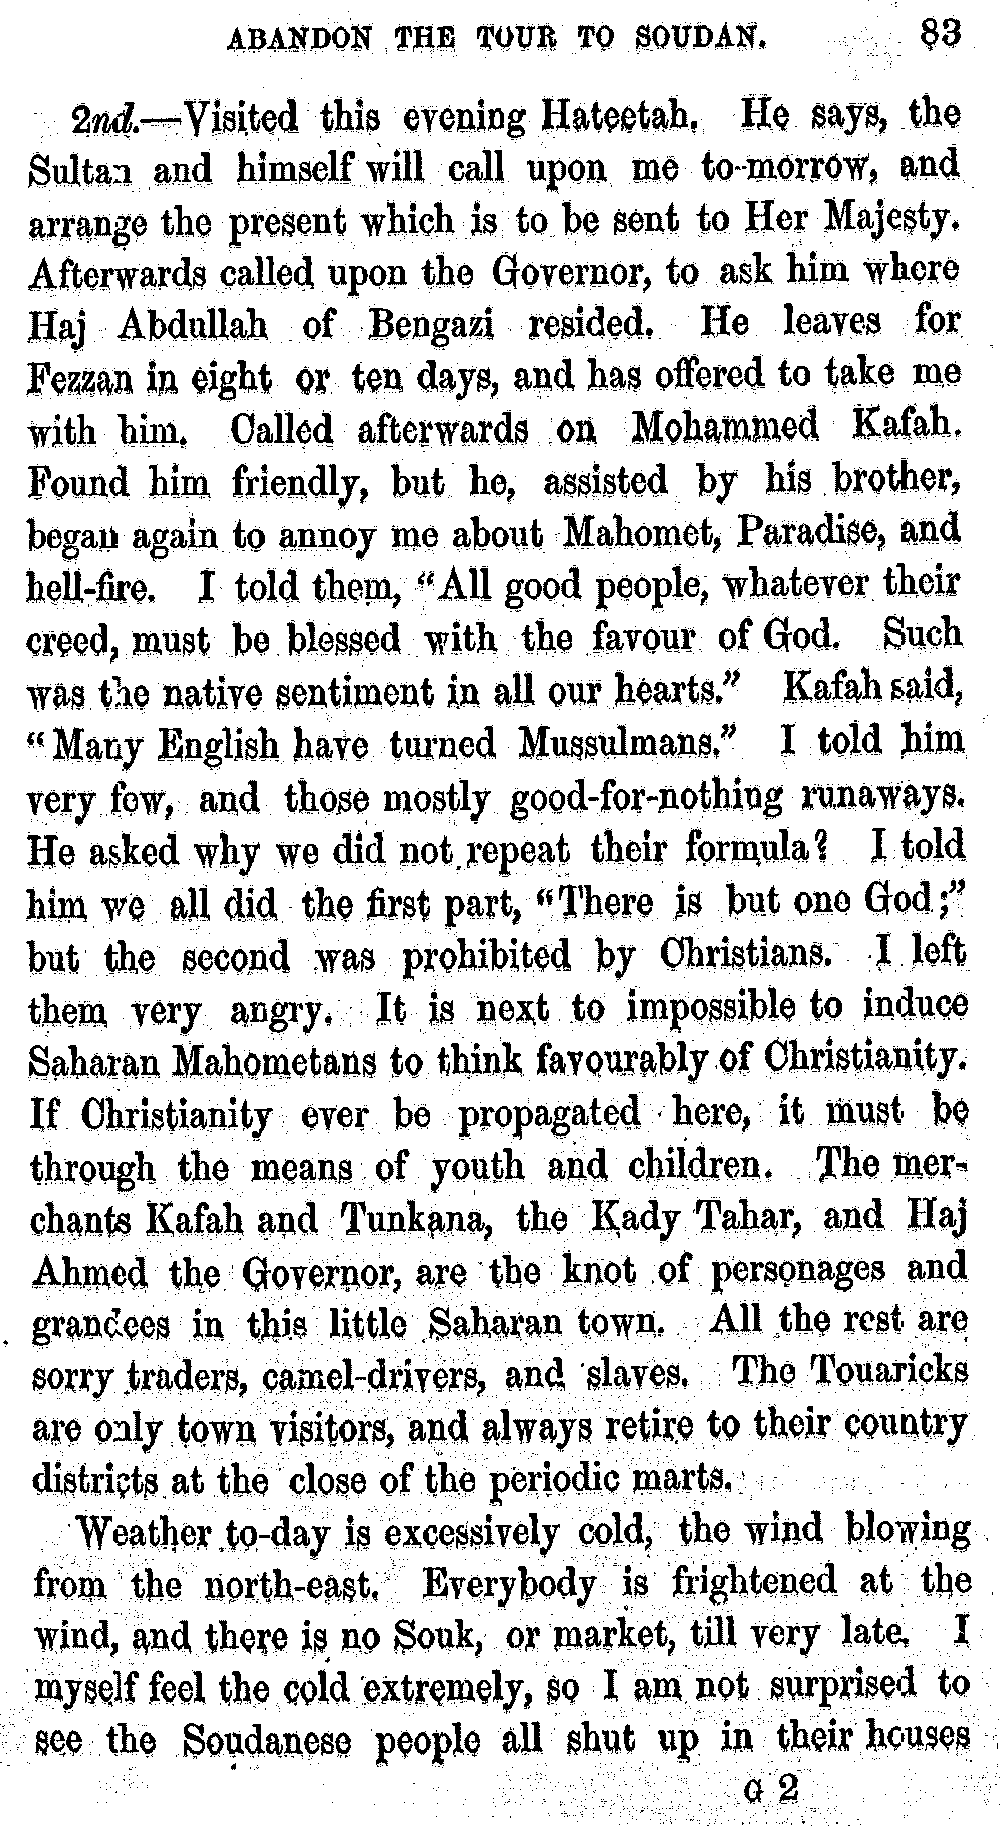 ABANDON THE TOUR TO SOUDAN. 83
2nd.—Visited this evening Hateetah. He says, the
Sultan and himself will call upon me to-morrow, and
arrange the present which is to be sent to Her Majesty.
Afterwards called upon the Governor, to ask him where
Haj Abdullah of Bengazi resided. He leaves for
Fezzan in eight or ten days, and has offered to take me
with him. Called afterwards on Mohammed Kafah.
Found him friendly, but he, assisted by his brother,
began again to annoy me about Mahomet, Paradise, and
hell-fire. I told them, "All good people, whatever their
creed, must be blessed with the favour of God. Such
was the native sentiment in all our hearts." Kafah said,
"Many English have turned Mussulmans." I told him
very few, and those mostly good-for-nothing runaways.
He asked why we did not repeat their formula? I told
him we all did the first part, "There is but one God;"
but the second was prohibited by Christians. I left
them very angry. It is next to impossible to induce
Saharan Mahometans to think favourably of Christianity.
If Christianity ever be propagated here, it must be
through the means of youth and children. The mer-
chants Kafah and Tunkana, the Kady Tahar, and Haj
Ahmed the Governor, are the knot of personages and
grandees in this little Saharan town. All the rest are
sorry traders, camel-drivers, and slaves. The Touaricks
are only town visitors, and always retire to their country
districts at the close of the periodic marts.
Weather to-day is excessively cold, the wind blowing
from the north-east. Everybody is frightened at the
wind, and there is no Souk, or market, till very late. I
myself feel the cold extremely, so I am not surprised to
see the Soudanese people all shut up in their houses
G 2